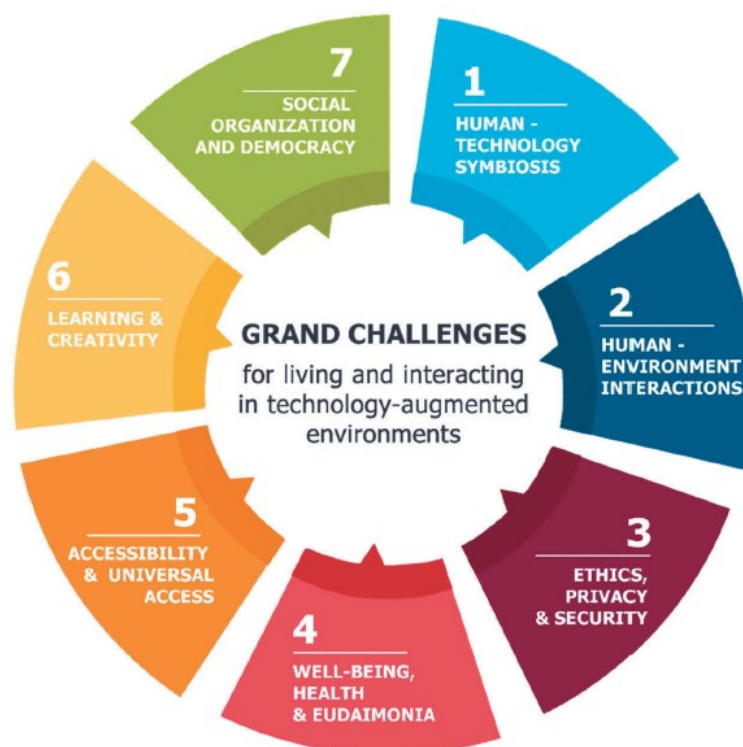 GRAND CHALLENGES
for living and interacting
in technology-augmented
environments
1
HUMAN -
TECHNOLOGY
SYMBIOSIS
2
HUMAN -
ENVIRONMENT
INTERACTIONS
3
ETHICS,
PRIVACY
& SECURITY
4
WELL-BEING,
HEALTH
& EUDAIMONIA
5
ACCESSIBILITY
& UNIVERSAL
ACCESS
6
LEARNING &
CREATIVITY
7
SOCIAL
ORGANIZATION
AND DEMOCRACY